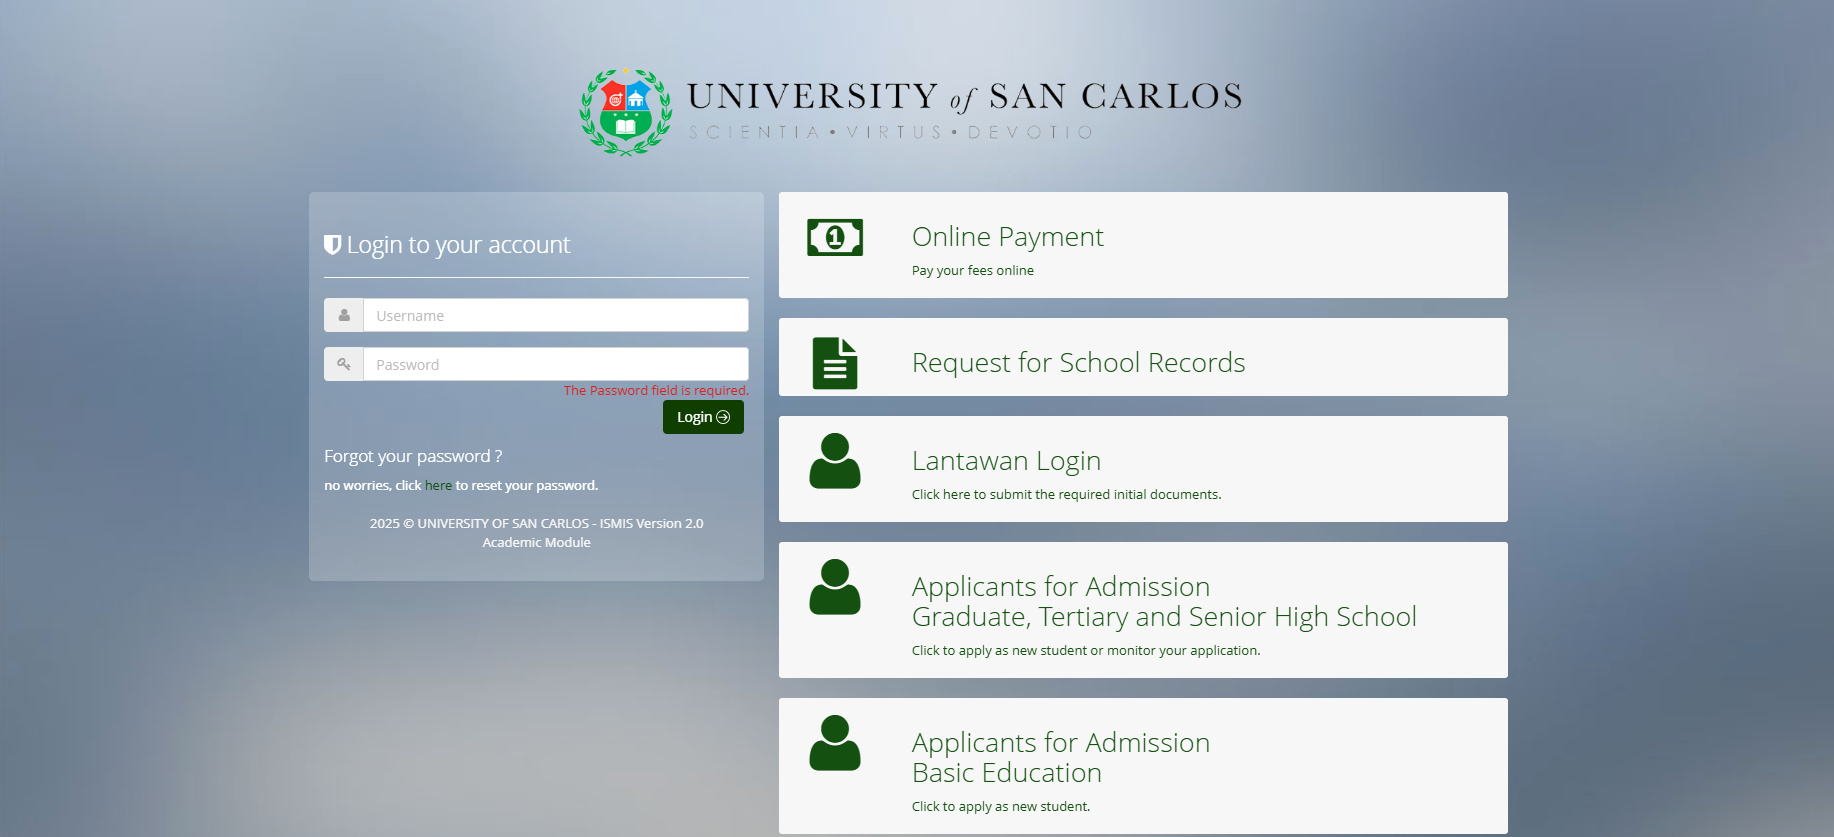 UNIVERSITY of SAN CARLOS
SCIENTIA • VIRTUS • DEVOTIO
Login to your account
Username
Password
The Password field is required.
Login
Forgot your password ?
no worries, click here to reset your password.
2025 © UNIVERSITY OF SAN CARLOS - ISMIS Version 2.0
Academic Module
1
Online Payment
Pay your fees online
Request for School Records
Lantawan Login
Click here to submit the required initial documents.
Applicants for Admission
Graduate, Tertiary and Senior High School
Click to apply as new student or monitor your application.
Applicants for Admission
Basic Education
Click to apply as new student.